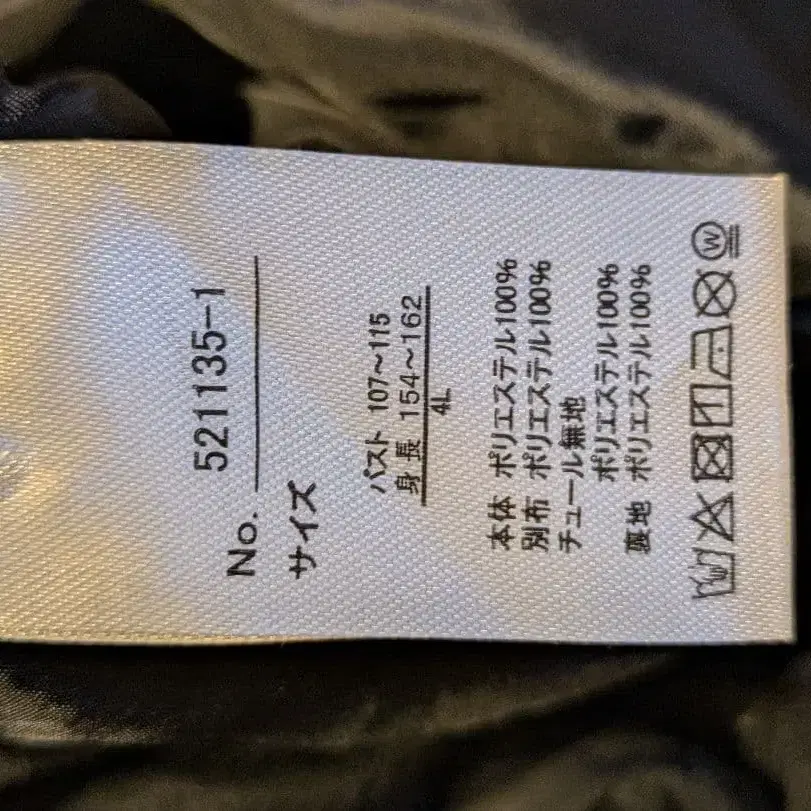 No. 521135-1
サイズ
バスト 107～115
身長 154～162
4L
本体 ポリエステル100%
別布 ポリエステル100%
チュール無地
ポリエステル100%
裏地 ポリエステル100%
W